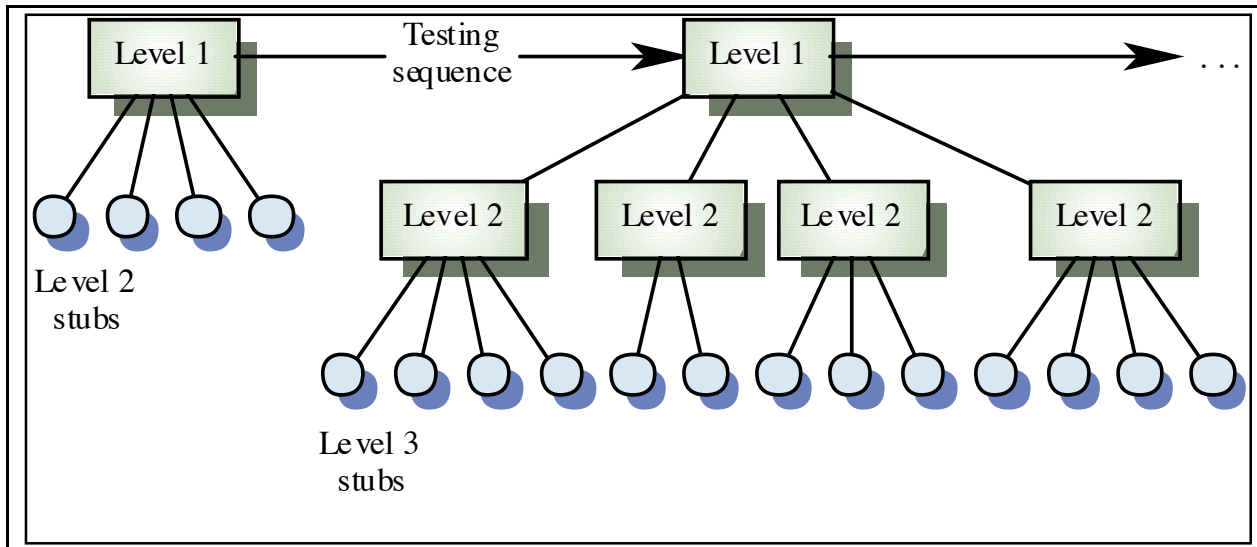 Level 1
Testing
sequence
Level 1
. . .
Level 2
Level 2
Level 2
Level 2
Level 2
stubs
Level 3
stubs